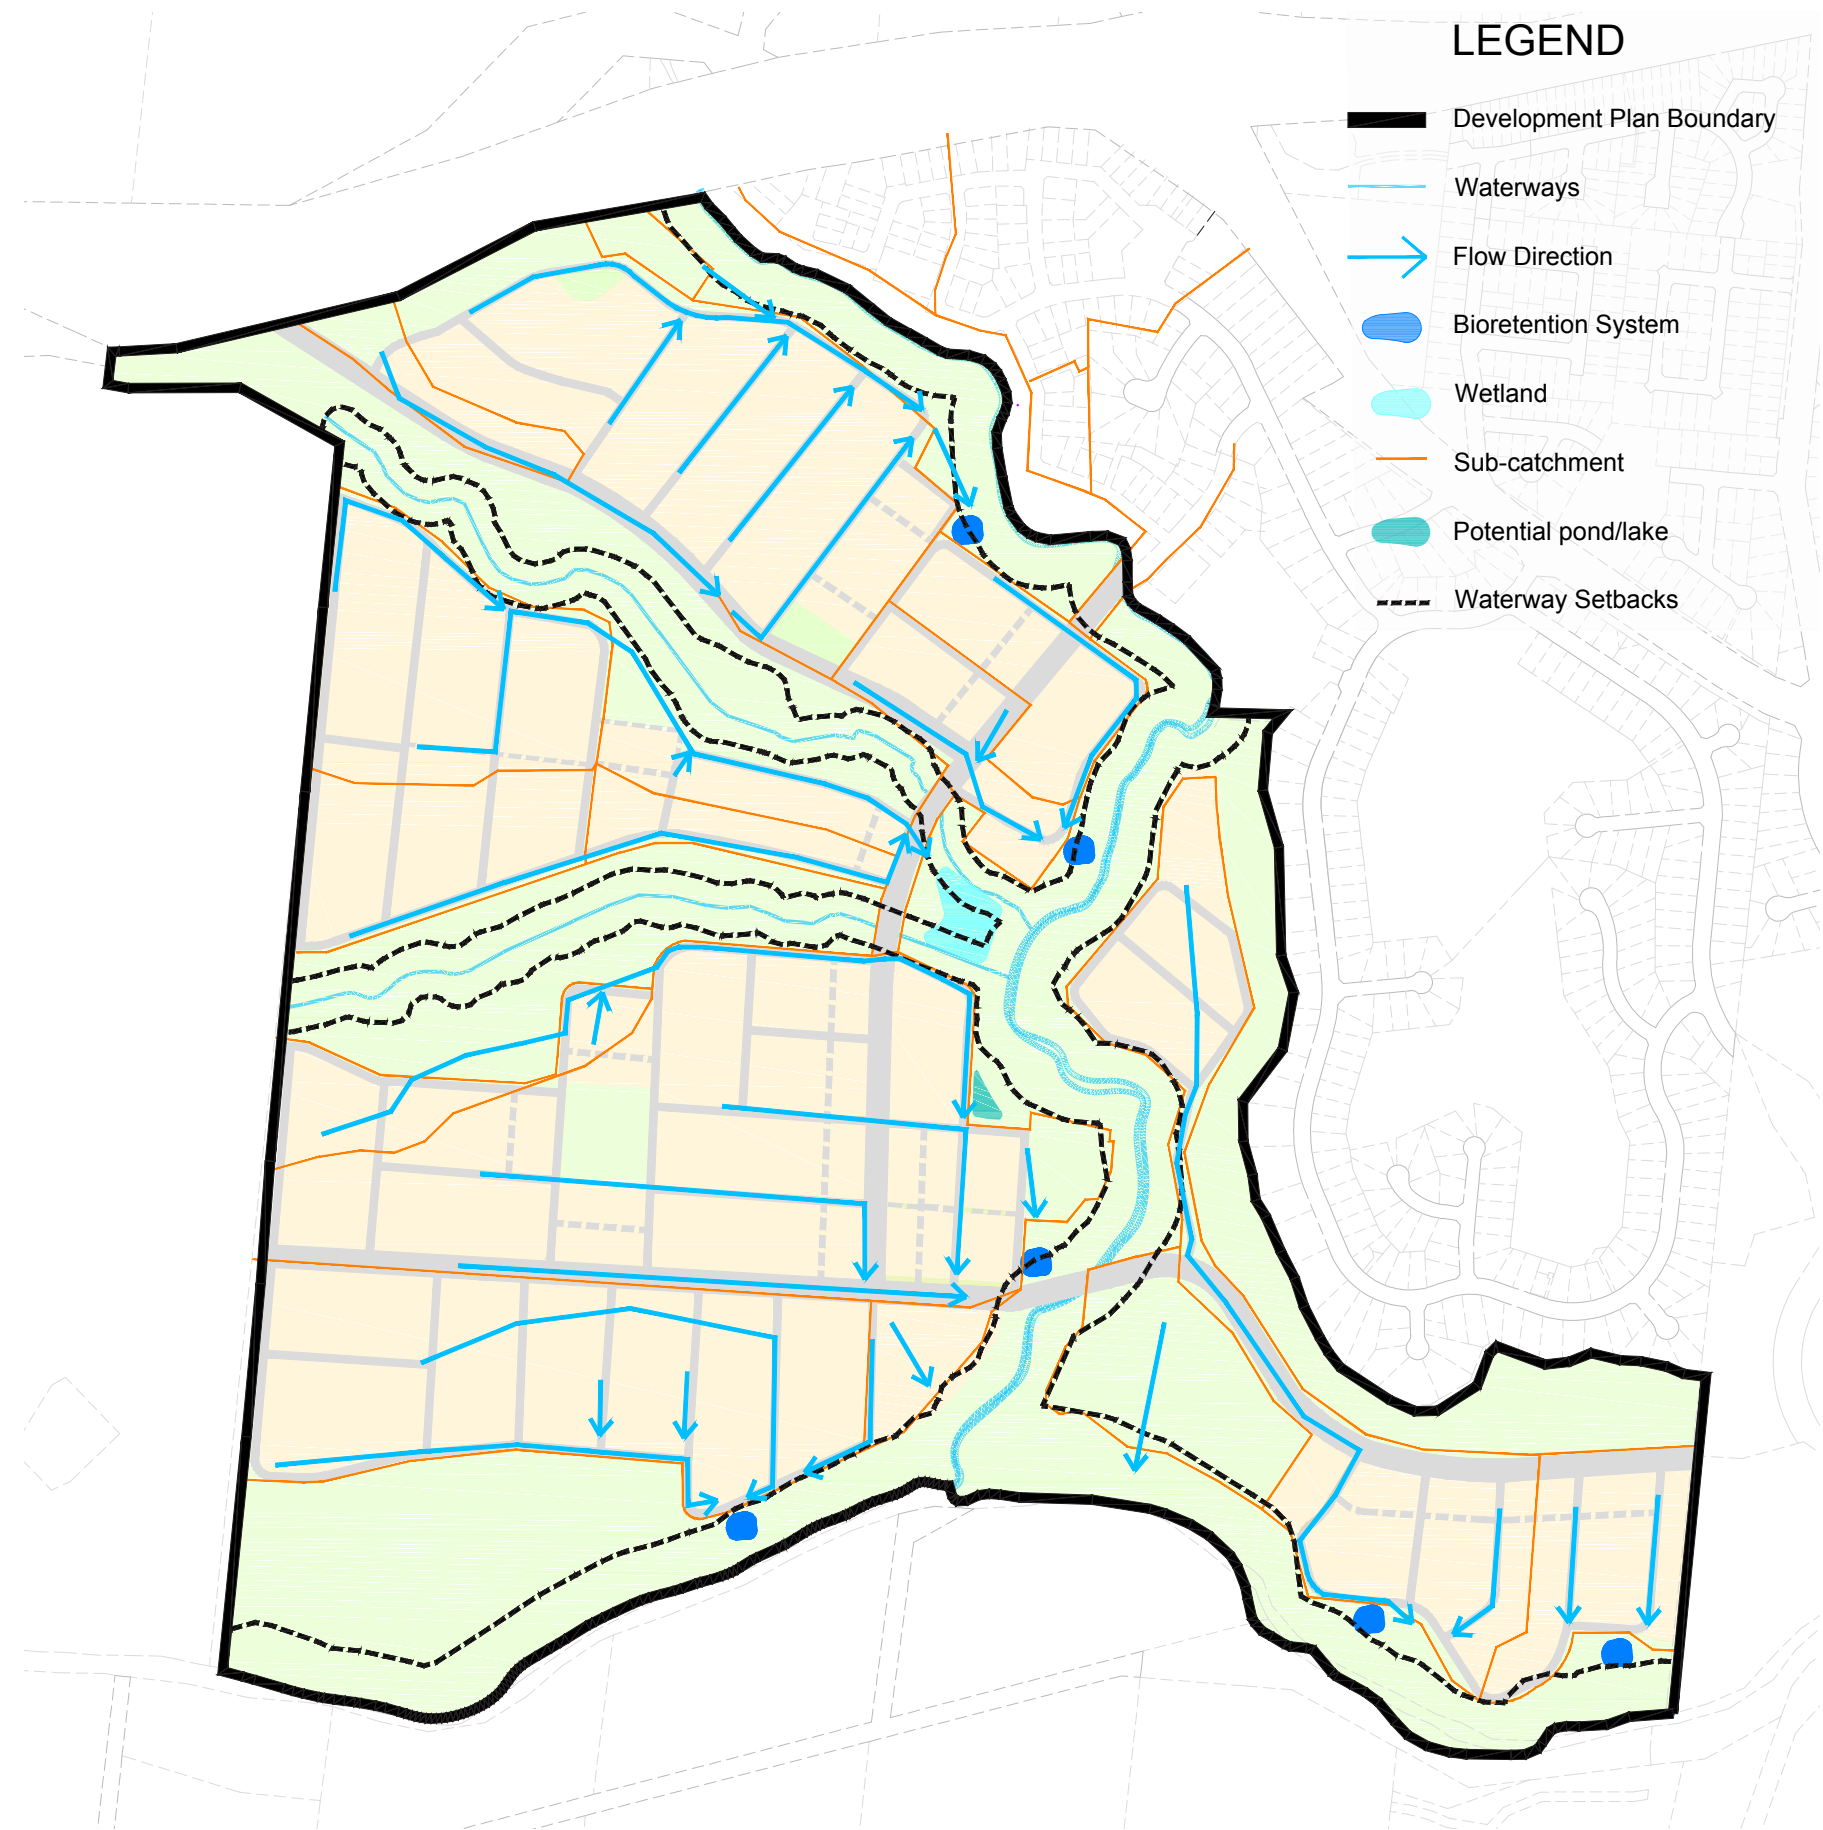 LEGEND
Development Plan Boundary
Waterways
Flow Direction
Bioretention System
Wetland
Sub-catchment
Potential pond/lake
Waterway Setbacks